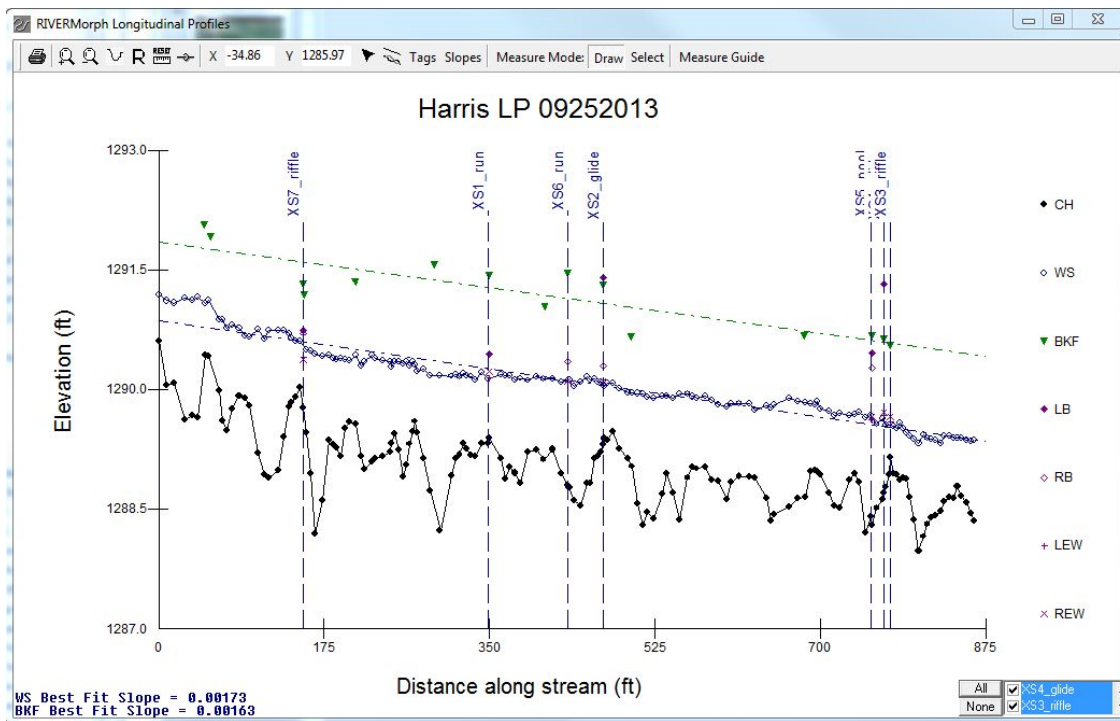 RIVERMorph Longitudinal Profiles
R RESET X -34.86 Y 1285.97 Tags Slopes Measure Mode: Draw Select Measure Guide
Harris LP 09252013
1293.0
1291.5
1290.0
1288.5
1287.0
Elevation (ft)
XS7_riffle
XS1_run
XS6_run
XS2_glide
XS5_pool
XS3_riffle
CH
WS
BKF
LB
RB
LEW
REW
0 175 350 525 700 875
Distance along stream (ft)
WS Best Fit Slope = 0.00173
BKF Best Fit Slope = 0.00163
All XS4_glide
None XS3_riffle